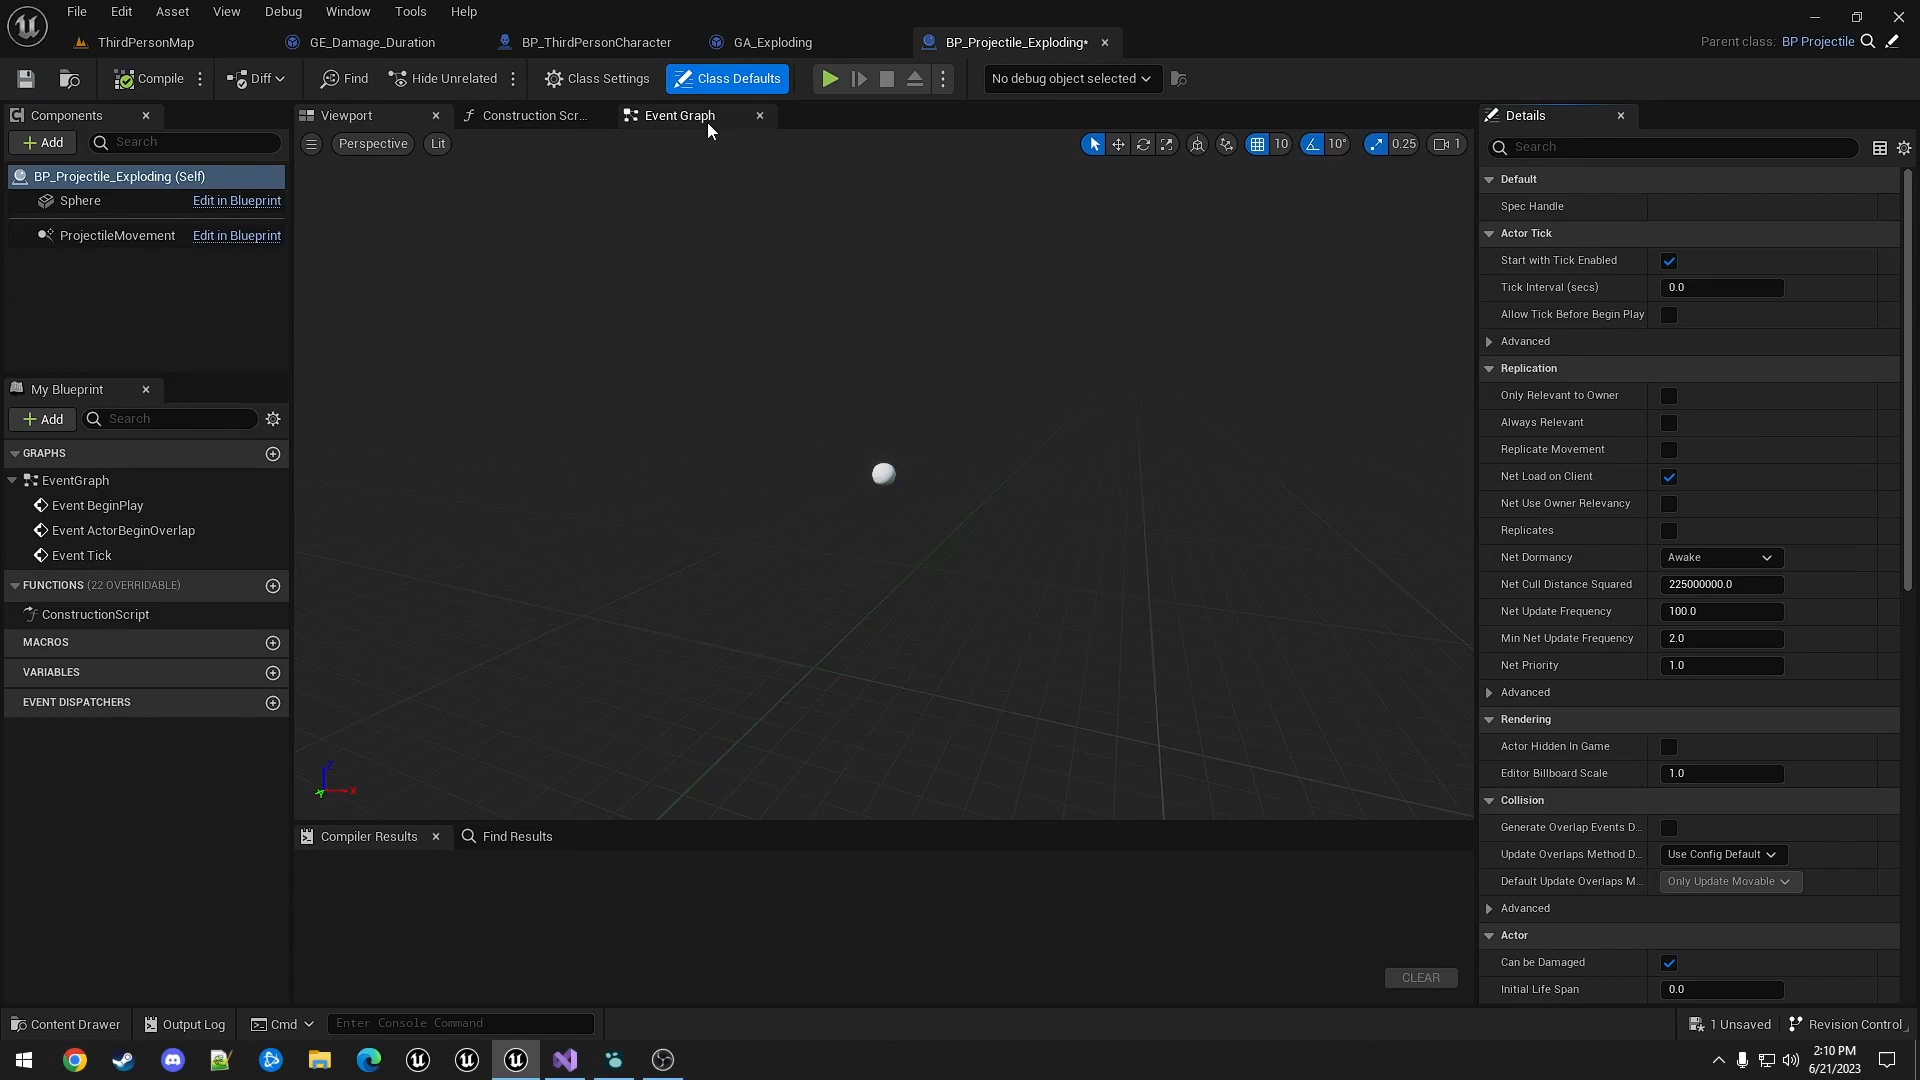 File Edit Asset View Debug Window Tools Help
ThirdPersonMap GE_Damage_Duration BP_ThirdPersonCharacter GA_Exploding BP_Projectile_Exploding* Parent class: BP Projectile
Compile Diff Find Hide Unrelated Class Settings Class Defaults No debug object selected
Components
Add Search
BP_Projectile_Exploding (Self)
Sphere Edit in Blueprint
ProjectileMovement Edit in Blueprint
My Blueprint
Add Search
GRAPHS
EventGraph
Event BeginPlay
Event ActorBeginOverlap
Event Tick
FUNCTIONS (22 OVERRIDABLE)
ConstructionScript
MACROS
VARIABLES
EVENT DISPATCHERS
Viewport Construction Scr... Event Graph
Perspective Lit 10 10° 0.25 1
Z
Y X
Compiler Results Find Results
CLEAR
Details
Search
Default
Spec Handle
Actor Tick
Start with Tick Enabled
Tick Interval (secs) 0.0
Allow Tick Before Begin Play
Advanced
Replication
Only Relevant to Owner
Always Relevant
Replicate Movement
Net Load on Client
Net Use Owner Relevancy
Replicates
Net Dormancy Awake
Net Cull Distance Squared 225000000.0
Net Update Frequency 100.0
Min Net Update Frequency 2.0
Net Priority 1.0
Advanced
Rendering
Actor Hidden In Game
Editor Billboard Scale 1.0
Collision
Generate Overlap Events D...
Update Overlaps Method D... Use Config Default
Default Update Overlaps M... Only Update Movable
Advanced
Actor
Can be Damaged
Initial Life Span 0.0
Content Drawer Output Log Cmd Enter Console Command 1 Unsaved Revision Control
2:10 PM
6/21/2023